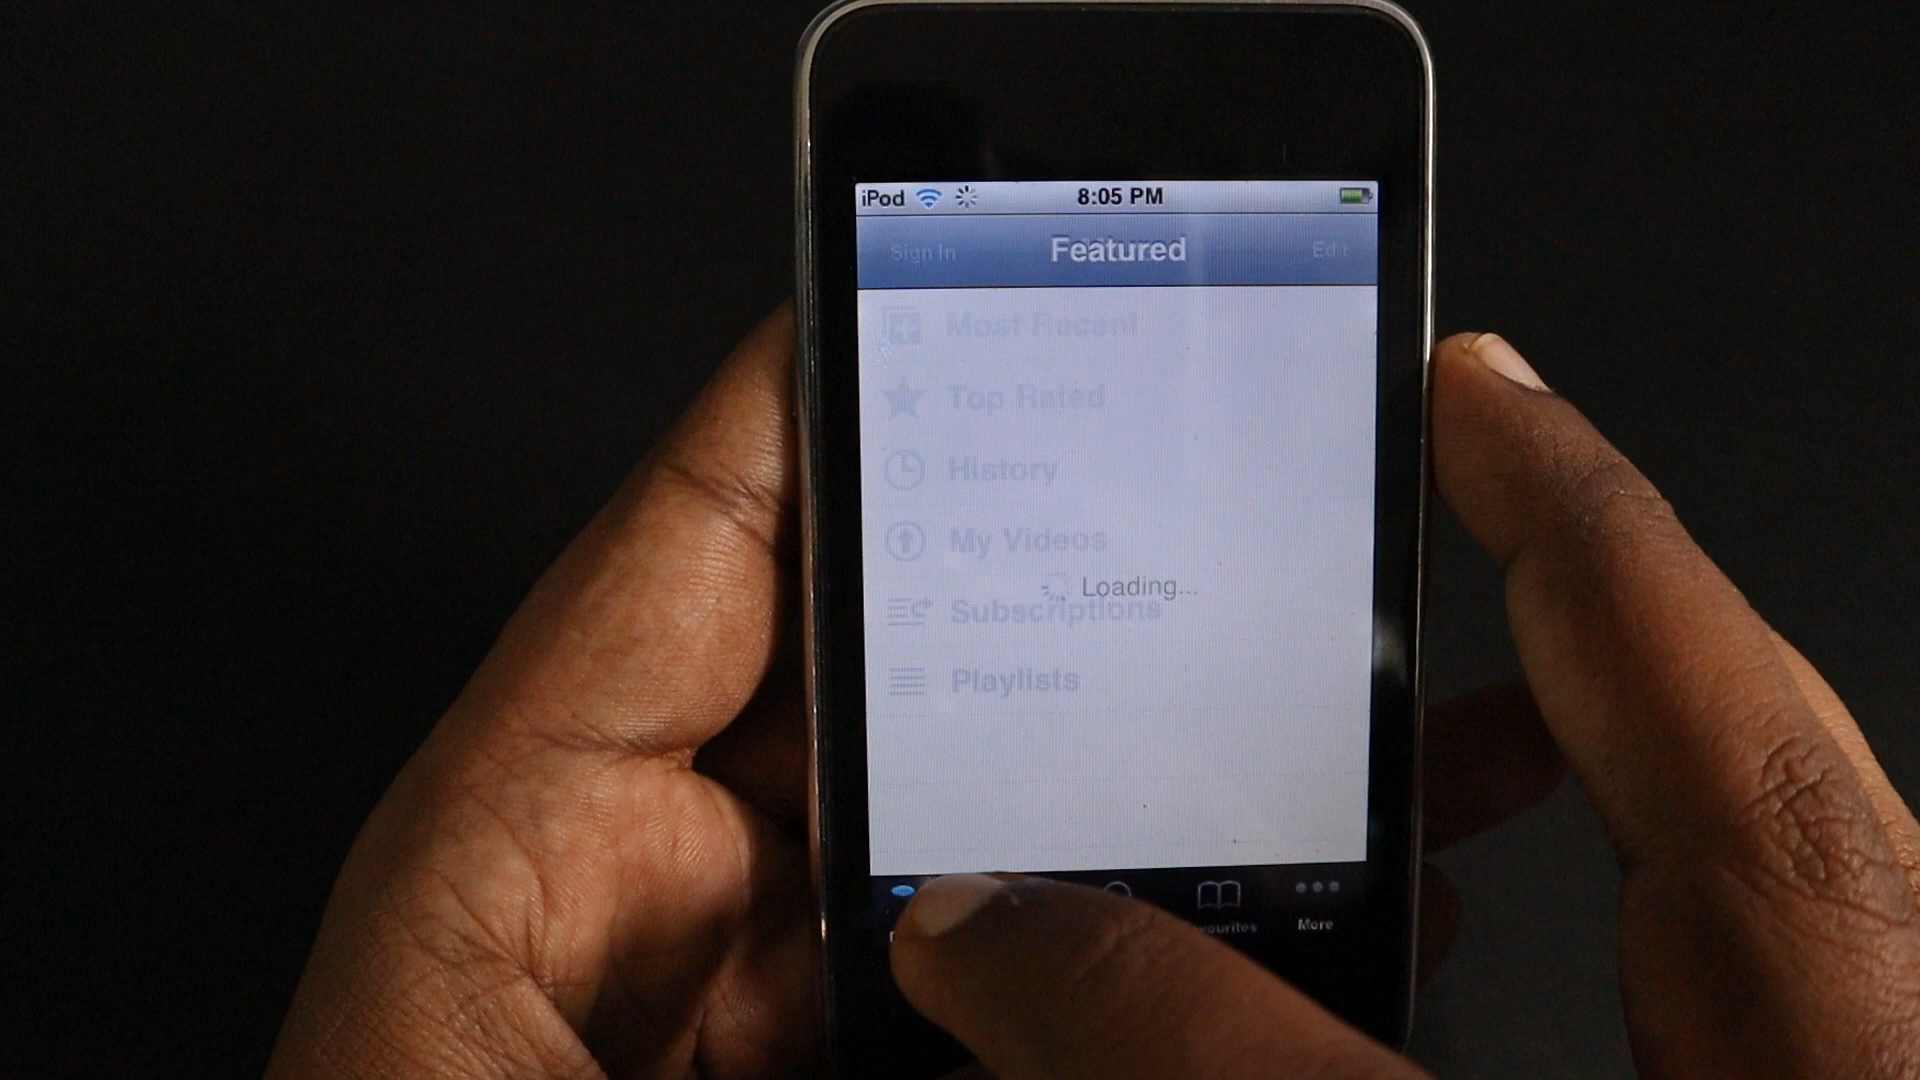 iPod 8:05 PM
Sign In Featured Edit
Most Recent
Top Rated
History
My Videos
Loading...
Subscriptions
Playlists
More